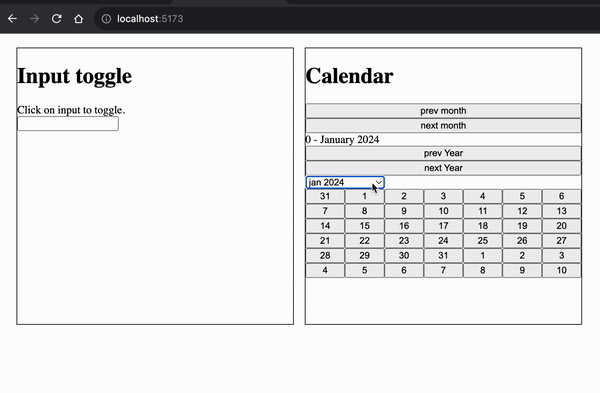 localhost:5173
Input toggle
Click on input to toggle.
Calendar
prev month
next month
0 - January 2024
prev Year
next Year
jan 2024
31 1 2 3 4 5 6
7 8 9 10 11 12 13
14 15 16 17 18 19 20
21 22 23 24 25 26 27
28 29 30 31 1 2 3
4 5 6 7 8 9 10